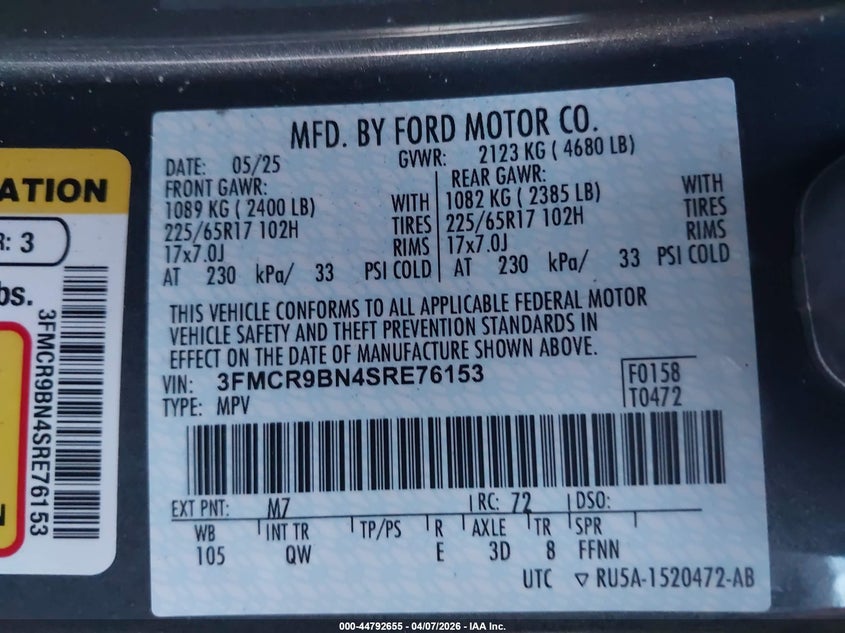 MFD. BY FORD MOTOR CO.
DATE: 05/25 GVWR: 2123 KG ( 4680 LB)
FRONT GAWR:
1089 KG ( 2400 LB) WITH
225/65R17 102H TIRES
17x7.0J RIMS
AT 230 kPa/ 33 PSI COLD
REAR GAWR:
1082 KG ( 2385 LB) WITH
225/65R17 102H TIRES
17x7.0J RIMS
AT 230 kPa/ 33 PSI COLD
THIS VEHICLE CONFORMS TO ALL APPLICABLE FEDERAL MOTOR
VEHICLE SAFETY AND THEFT PREVENTION STANDARDS IN
EFFECT ON THE DATE OF MANUFACTURE SHOWN ABOVE.
VIN: 3FMCR9BN4SRE76153
TYPE: MPV
F0158
T0472
EXT PNT: M7 RC: 72 DSO:
WB INT TR TP/PS R AXLE TR SPR
105 QW E 3D 8 FFNN
UTC RU5A-1520472-AB
ATION
R: 3
bs.
3FMCR9BN4SRE76153
N
000-44792655 - 04/07/2026 - IAA Inc.